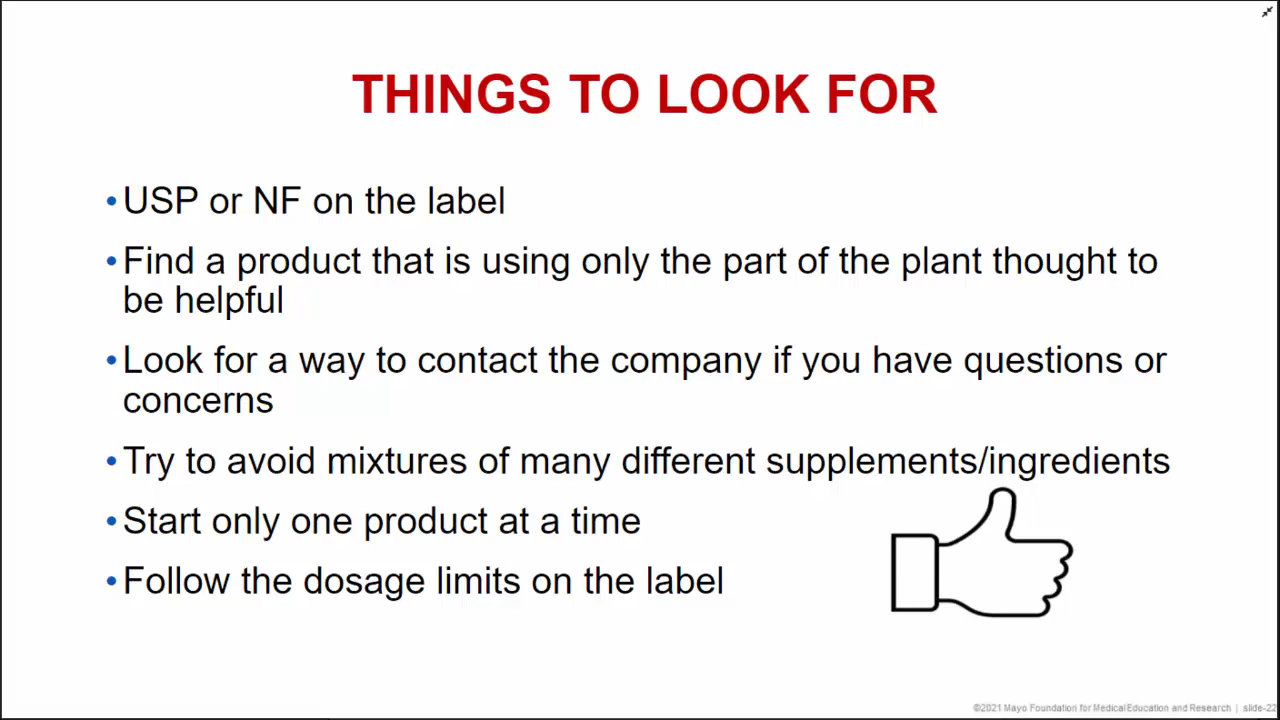 THINGS TO LOOK FOR
•USP or NF on the label
•Find a product that is using only the part of the plant thought to
be helpful
•Look for a way to contact the company if you have questions or
concerns
•Try to avoid mixtures of many different supplements/ingredients
•Start only one product at a time
•Follow the dosage limits on the label
©2021 Mayo Foundation for Medical Education and Research | slide-22